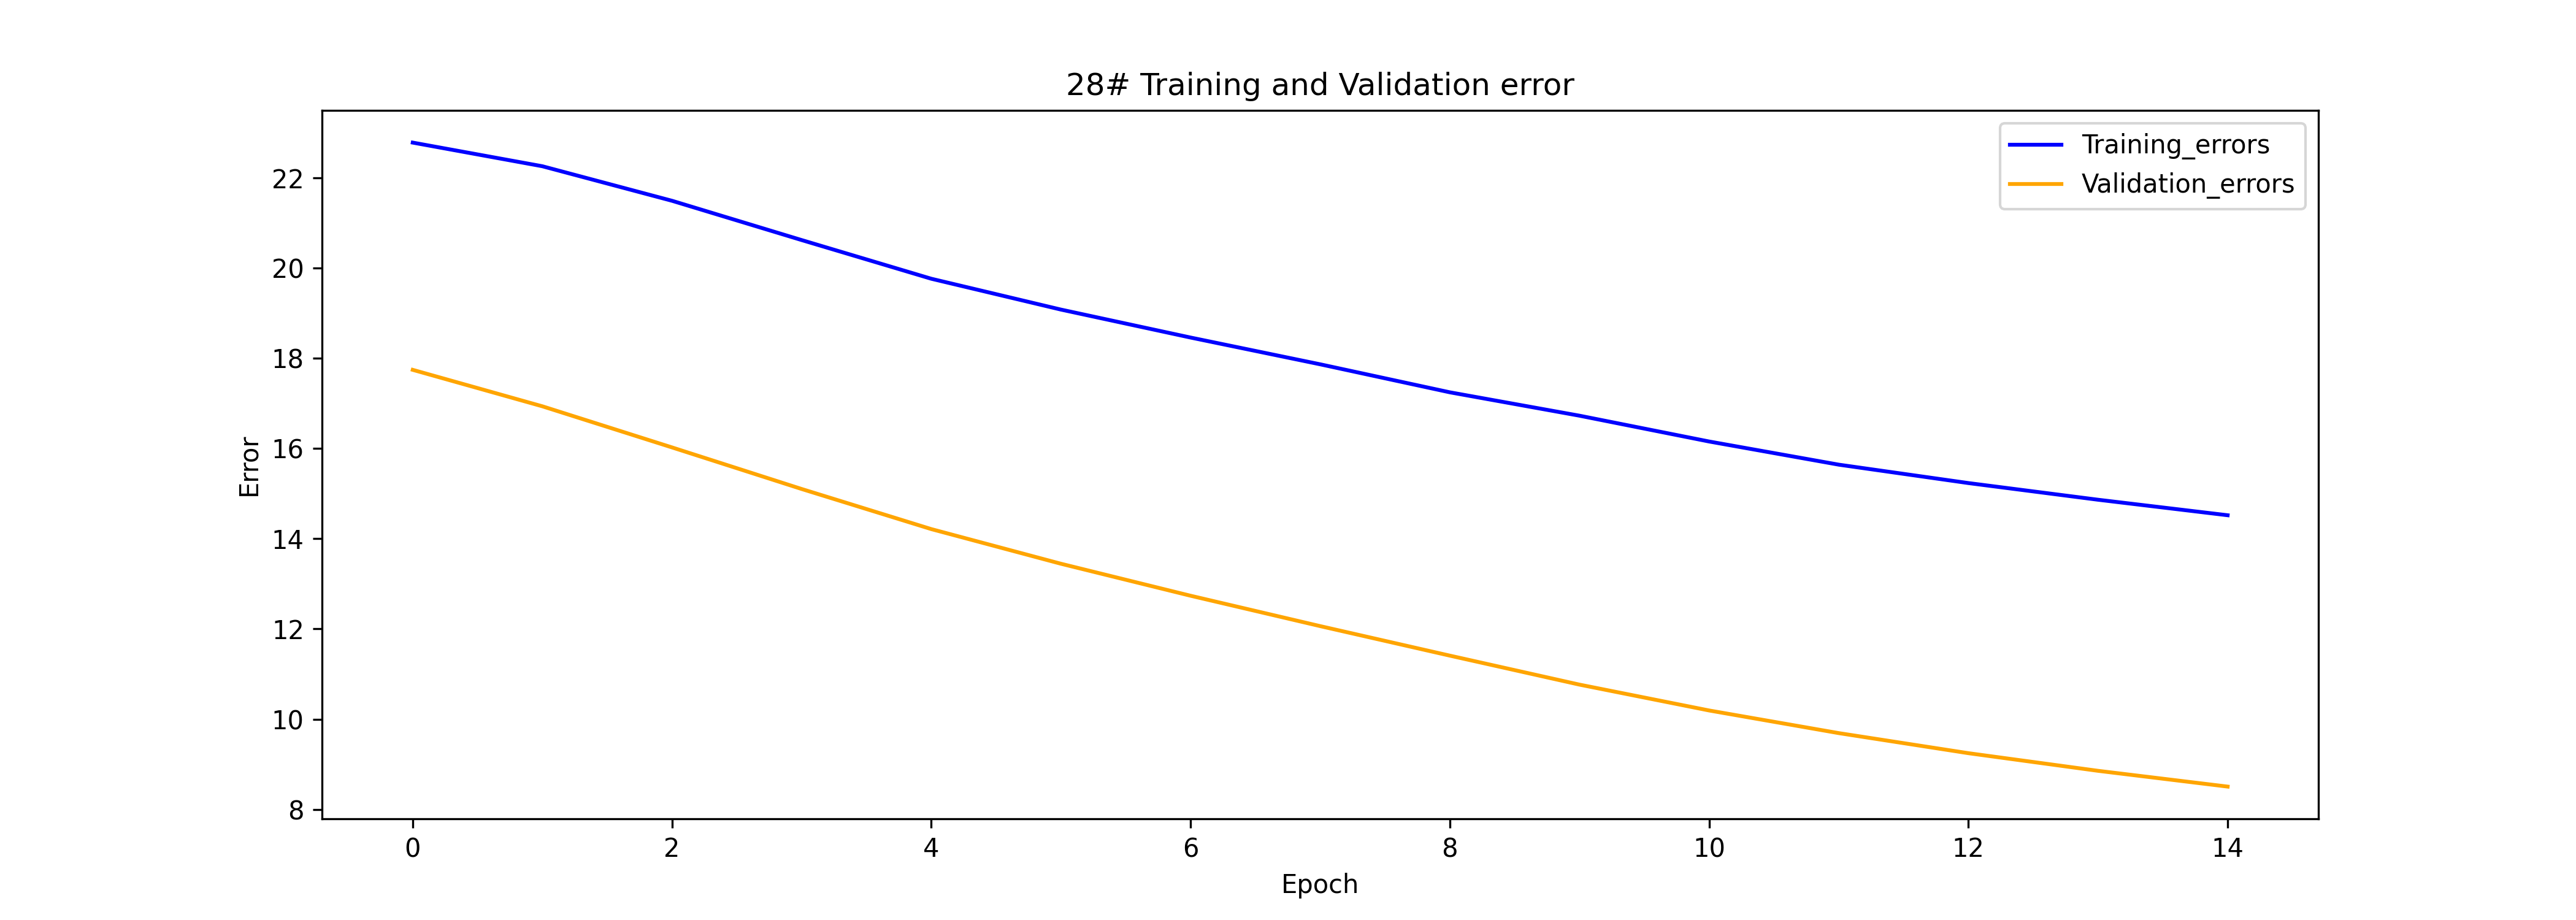 28# Training and Validation error
Training_errors
Validation_errors
Error
22
20
18
16
14
12
10
8
0 2 4 6 8 10 12 14
Epoch